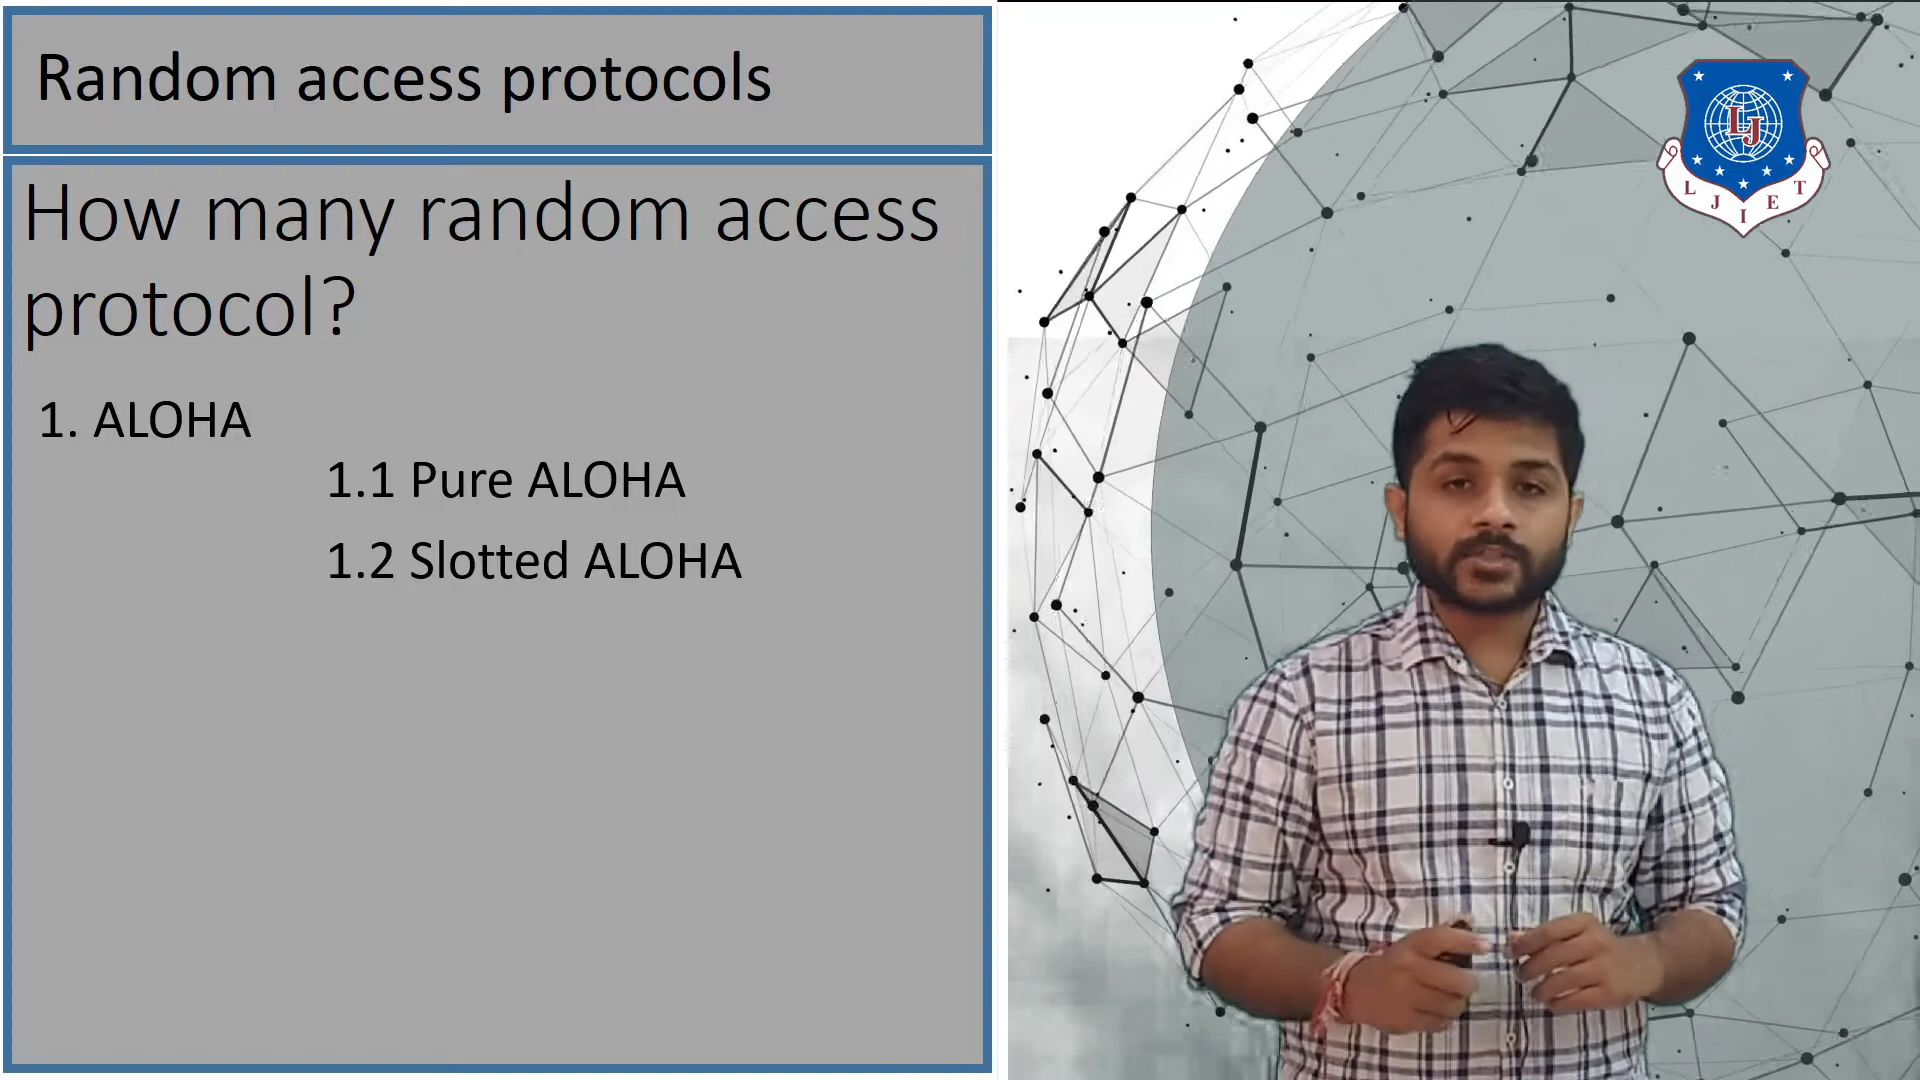 Random access protocols
How many random access
protocol?
1. ALOHA
1.1 Pure ALOHA
1.2 Slotted ALOHA
LJ
L J I E T